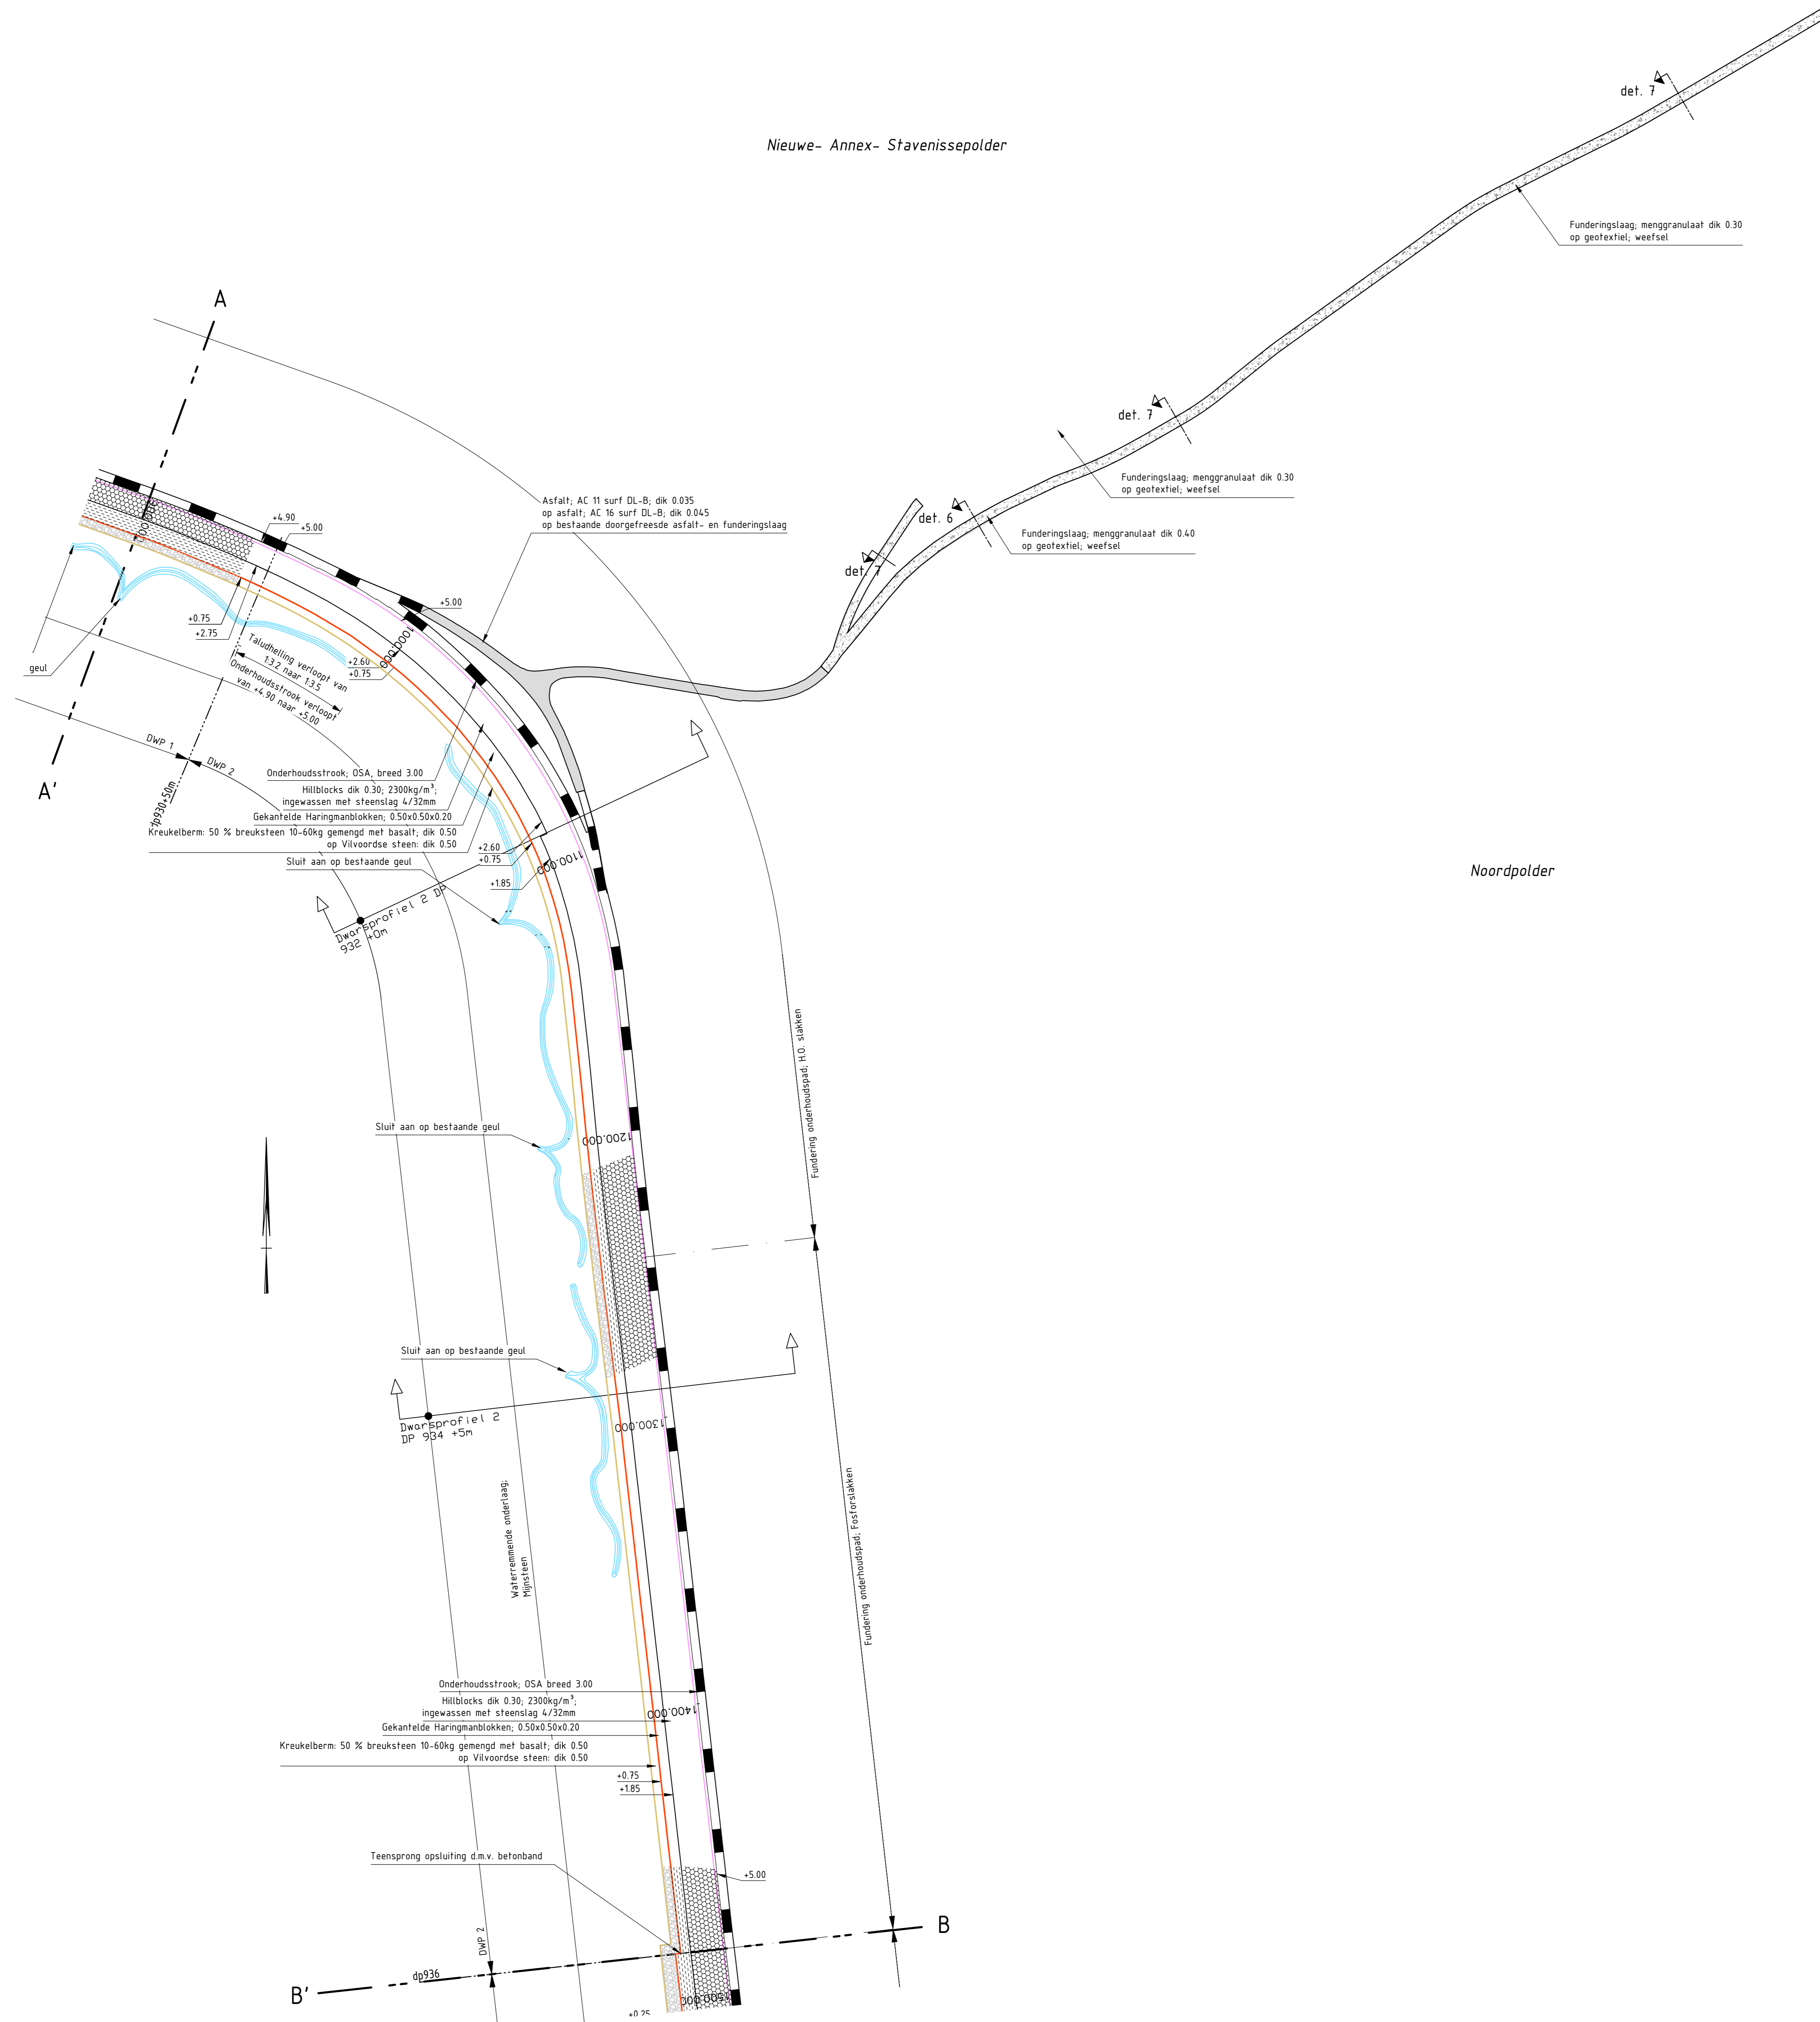 Nieuwe- Annex- Stavenissepolder
det. 7
Funderingslaag; menggranulaat dik 0.30
op geotextiel; weefsel
A
det. 7
Funderingslaag; menggranulaat dik 0.30
op geotextiel; weefsel
det. 6
Funderingslaag; menggranulaat dik 0.40
op geotextiel; weefsel
det. 7
Asfalt; AC 11 surf DL-B; dik 0.035
op asfalt; AC 16 surf DL-B; dik 0.045
op bestaande doorgefreesde asfalt- en funderingslaag
+4.90
+5.00
+5.00
1000.000
+0.75
+2.75
+2.60
+0.75
geul
Taludhelling verloopt van
1:3.2 naar 1:3.5
Onderhoudsstrook verloopt
van +4.90 naar +5.00
DWP 1
DWP 2
A'
dp930+50m
Onderhoudsstrook; OSA, breed 3.00
Hillblocks dik 0.30; 2300kg/m³;
ingewassen met steenslag 4/32mm
Gekantelde Haringmanblokken; 0.50x0.50x0.20
Kreukelberm: 50 % breuksteen 10-60kg gemengd met basalt; dik 0.50
op Vilvoordse steen: dik 0.50
Sluit aan op bestaande geul
+2.60
+0.75
+1.85
1100.000
Noordpolder
Dwarsprofiel 2 DP
932 +0m
Fundering onderhoudspad; H.O. slakken
Sluit aan op bestaande geul
1200.000
Sluit aan op bestaande geul
Dwarsprofiel 2
DP 934 +5m
1300.000
Waterremmende onderlaag;
Mijnsteen
Fundering onderhoudspad; Fosforslakken
Onderhoudsstrook; OSA breed 3.00
Hillblocks dik 0.30; 2300kg/m³;
ingewassen met steenslag 4/32mm
1400.000
Gekantelde Haringmanblokken; 0.50x0.50x0.20
Kreukelberm: 50 % breuksteen 10-60kg gemengd met basalt; dik 0.50
op Vilvoordse steen: dik 0.50
+0.75
+1.85
Teensprong opsluiting d.m.v. betonband
+5.00
DWP 2
B
dp936
B'
1500.000
+0.25